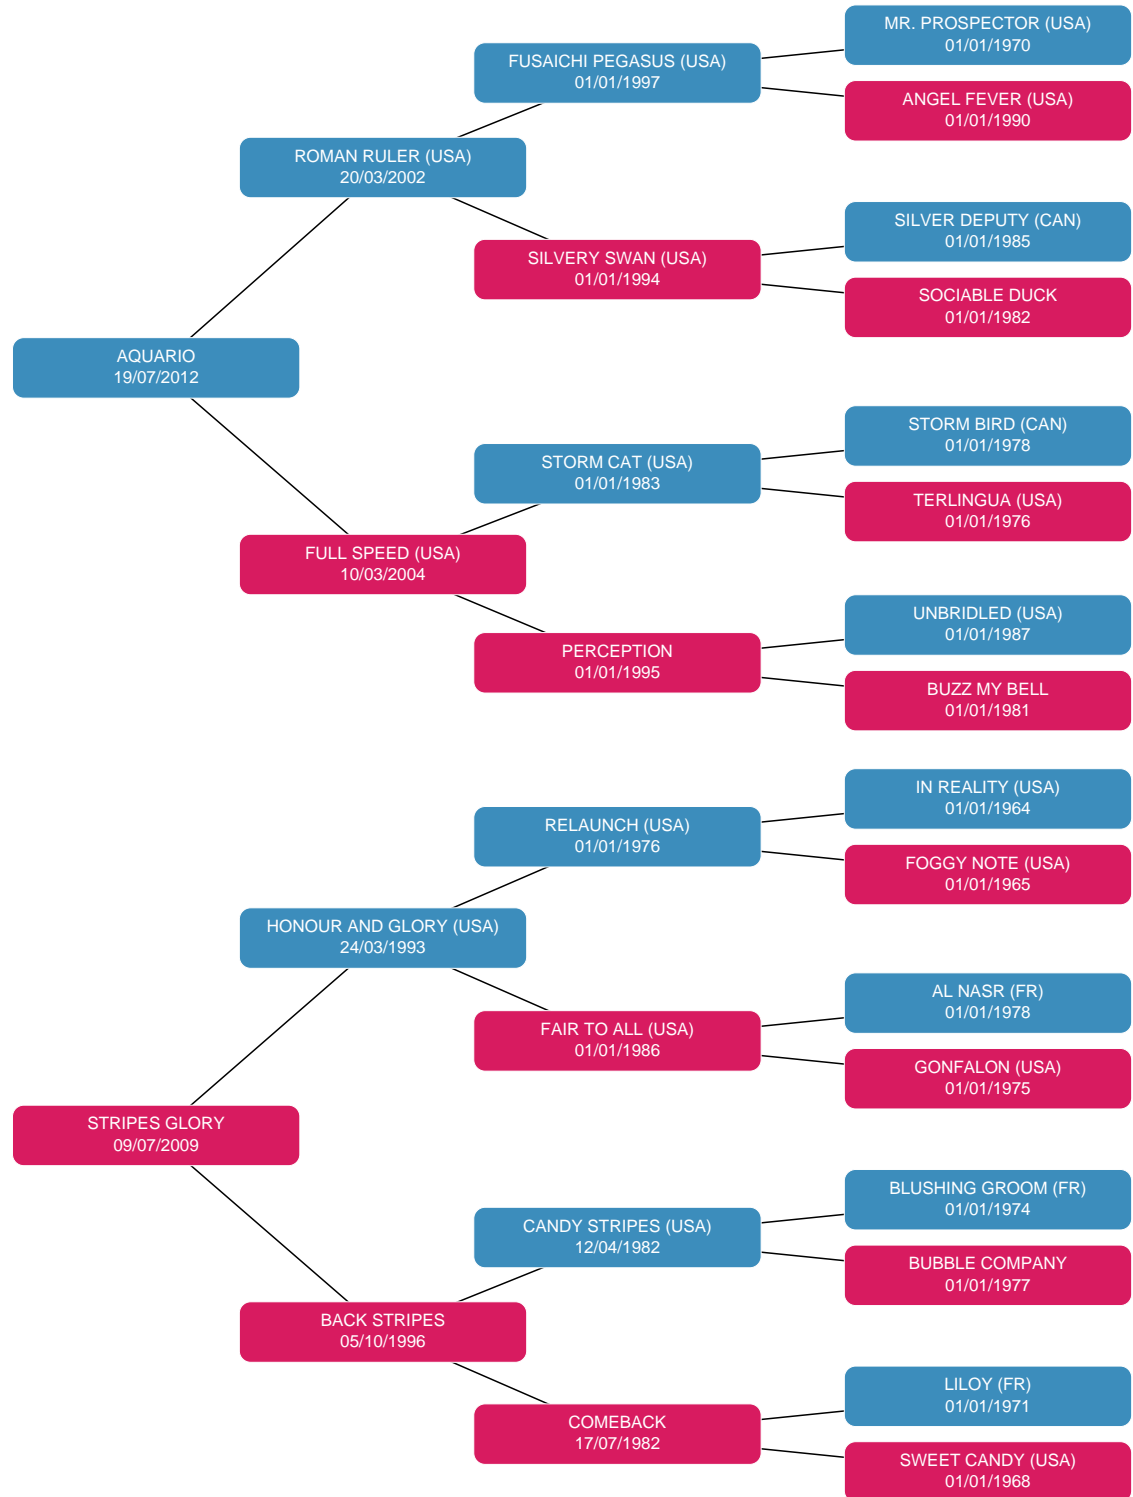 MR. PROSPECTOR (USA)
01/01/1970
FUSAICHI PEGASUS (USA)
01/01/1997
ANGEL FEVER (USA)
01/01/1990
ROMAN RULER (USA)
20/03/2002
SILVER DEPUTY (CAN)
01/01/1985
SILVERY SWAN (USA)
01/01/1994
SOCIABLE DUCK
01/01/1982
AQUARIO
19/07/2012
STORM BIRD (CAN)
01/01/1978
STORM CAT (USA)
01/01/1983
TERLINGUA (USA)
01/01/1976
FULL SPEED (USA)
10/03/2004
UNBRIDLED (USA)
01/01/1987
PERCEPTION
01/01/1995
BUZZ MY BELL
01/01/1981
IN REALITY (USA)
01/01/1964
RELAUNCH (USA)
01/01/1976
FOGGY NOTE (USA)
01/01/1965
HONOUR AND GLORY (USA)
24/03/1993
AL NASR (FR)
01/01/1978
FAIR TO ALL (USA)
01/01/1986
GONFALON (USA)
01/01/1975
STRIPES GLORY
09/07/2009
BLUSHING GROOM (FR)
01/01/1974
CANDY STRIPES (USA)
12/04/1982
BUBBLE COMPANY
01/01/1977
BACK STRIPES
05/10/1996
LILOY (FR)
01/01/1971
COMEBACK
17/07/1982
SWEET CANDY (USA)
01/01/1968